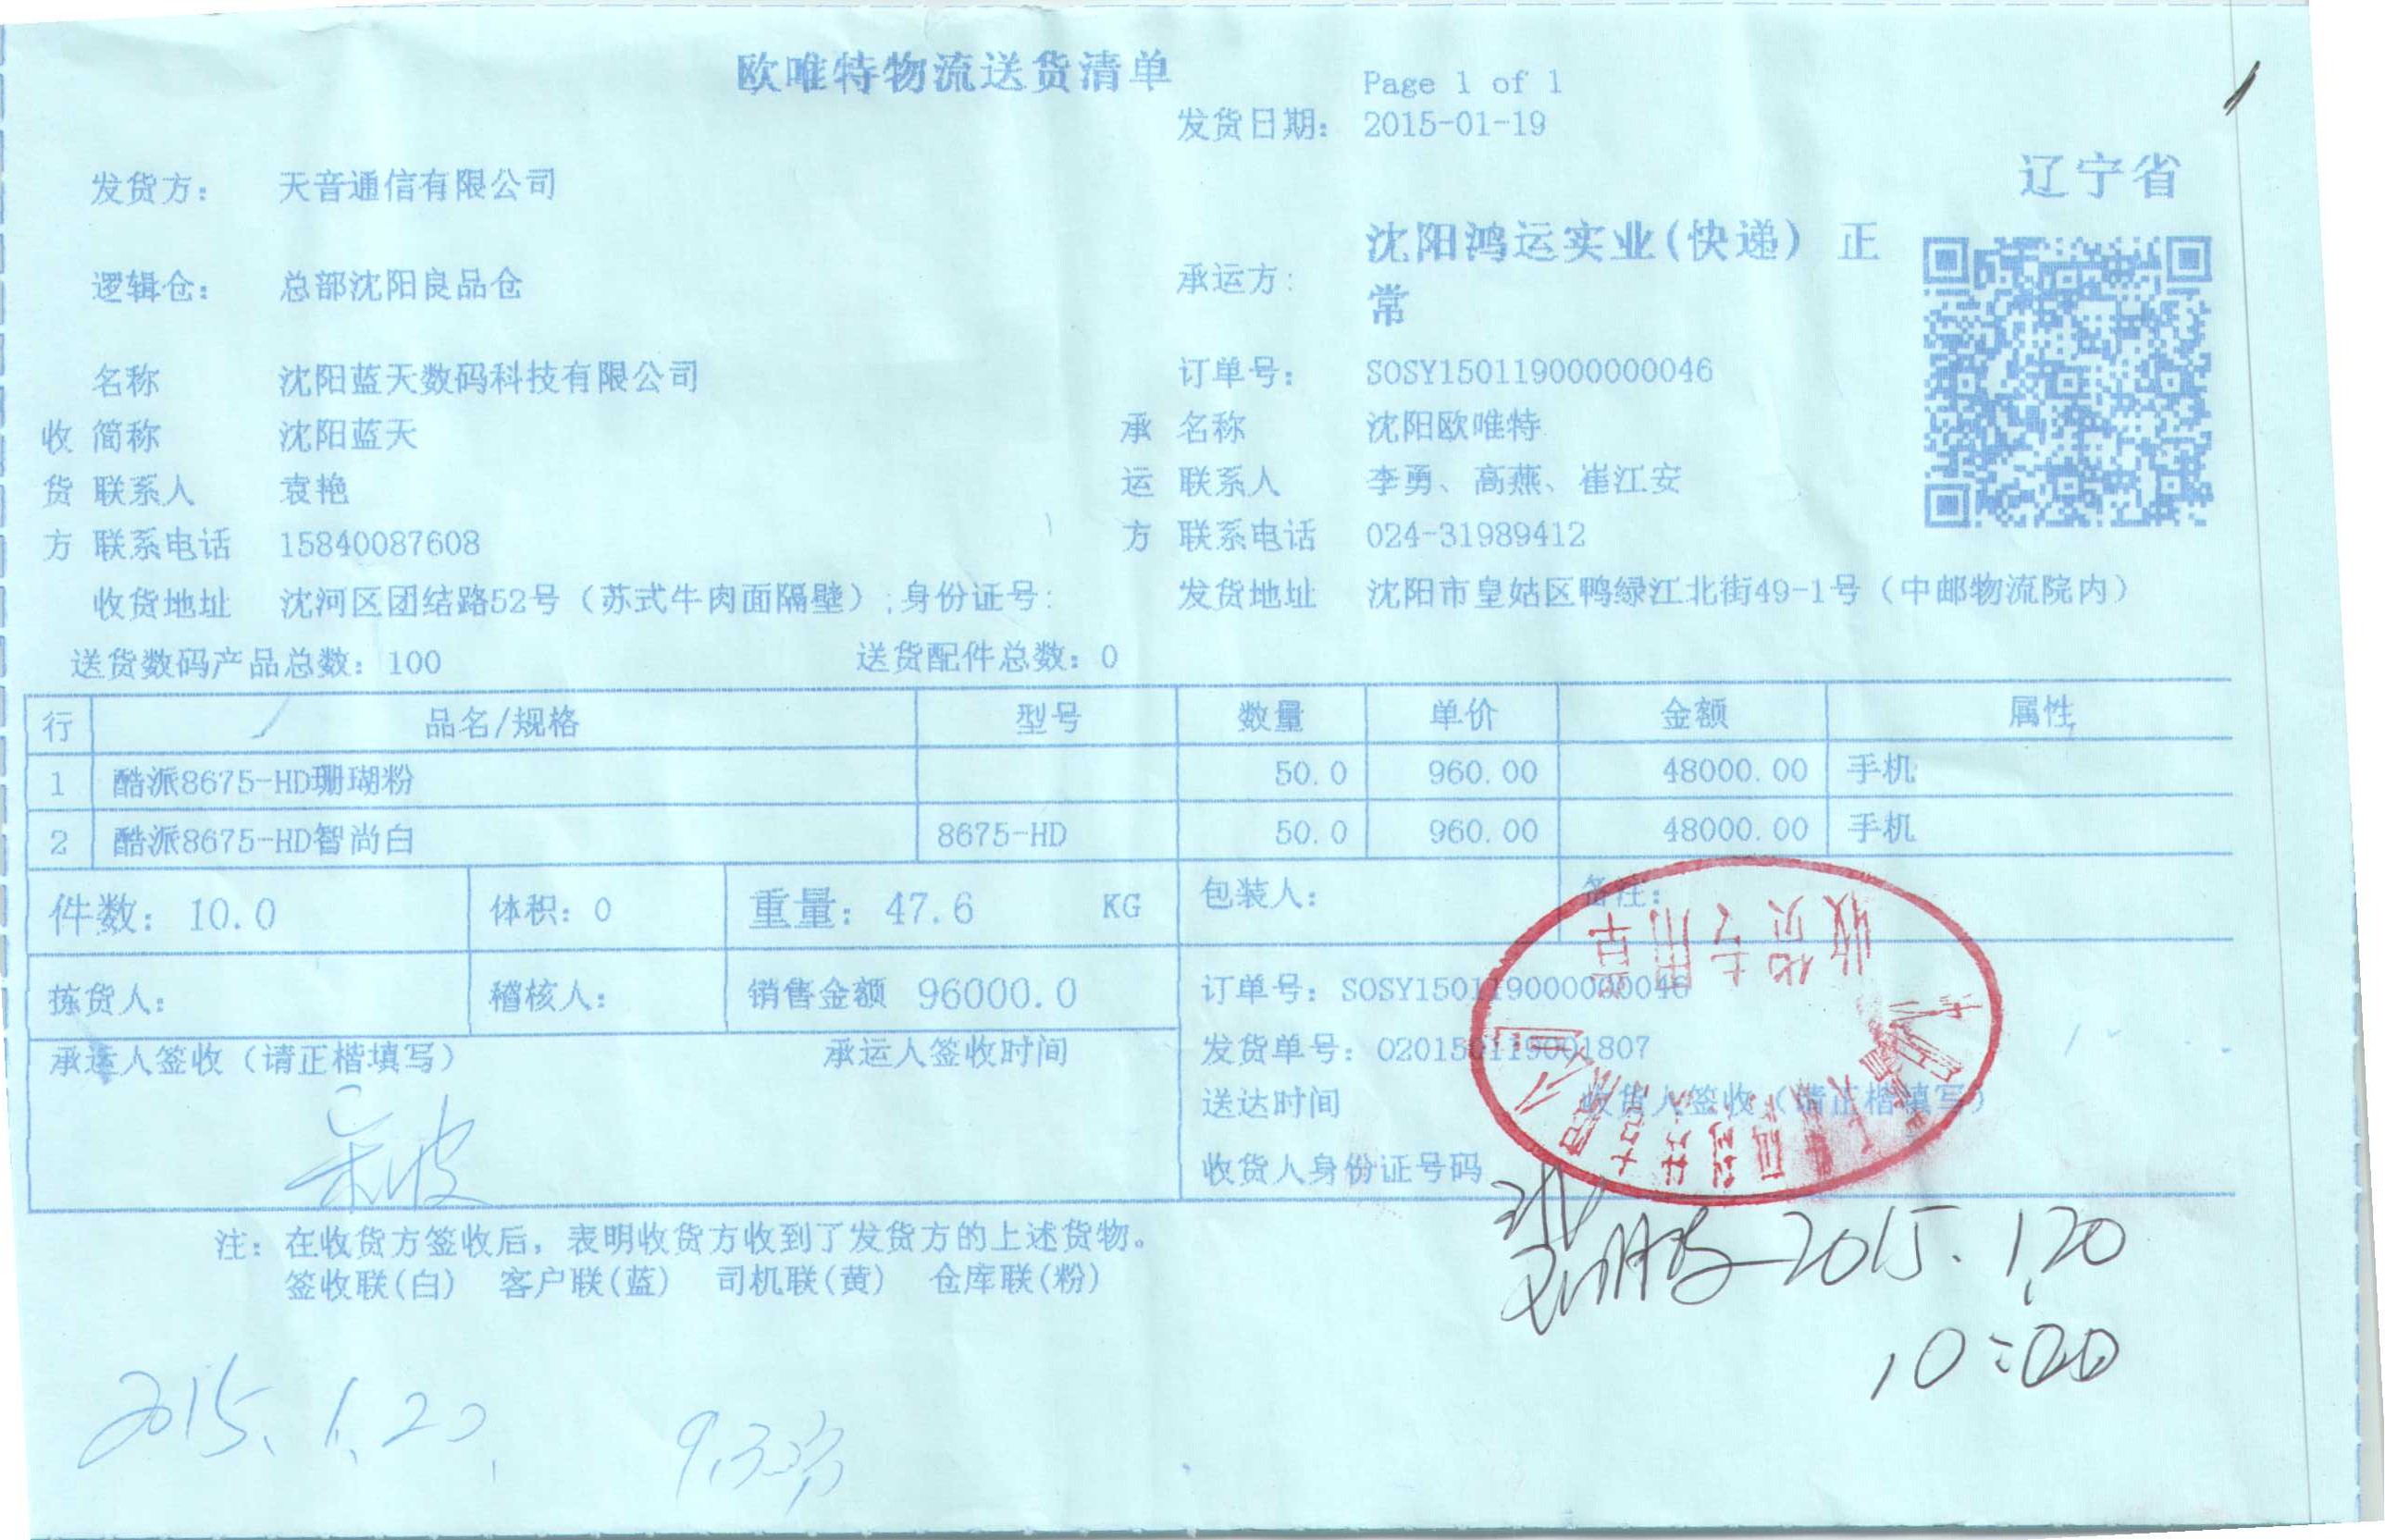 欧唯特物流送货清单
Page 1 of 1
发货日期: 2015-01-19
辽宁省
发货方: 天音通信有限公司
承运方: 沈阳鸿运实业(快递) 正常
逻辑仓: 总部沈阳良品仓
收货方
名称 沈阳蓝天数码科技有限公司
简称 沈阳蓝天
联系人 袁艳
联系电话 15840087608
收货地址 沈河区团结路52号（苏式牛肉面隔壁）;身份证号:
订单号: SOSY150119000000046
承运方
名称 沈阳欧唯特
联系人 李勇、高燕、崔江安
联系电话 024-31989412
发货地址 沈阳市皇姑区鸭绿江北街49-1号（中邮物流院内）
送货数码产品总数: 100 送货配件总数: 0
行 品名/规格 型号 数量 单价 金额 属性
1 酷派8675-HD珊瑚粉 50.0 960.00 48000.00 手机
2 酷派8675-HD智尚白 8675-HD 50.0 960.00 48000.00 手机
件数: 10.0 体积: 0 重量: 47.6 KG 包装人: 备注:
拣货人: 稽核人: 销售金额 96000.0 订单号: SOSY150119000000046
承运人签收（请正楷填写） 承运人签收时间
发货单号: 020150119001807
送达时间 收货人签收（请正楷填写）
收货人身份证号码
收货专用章
注: 在收货方签收后, 表明收货方收到了发货方的上述货物。
签收联(白) 客户联(蓝) 司机联(黄) 仓库联(粉)
2015.1.20
10:00
2015.1.20.